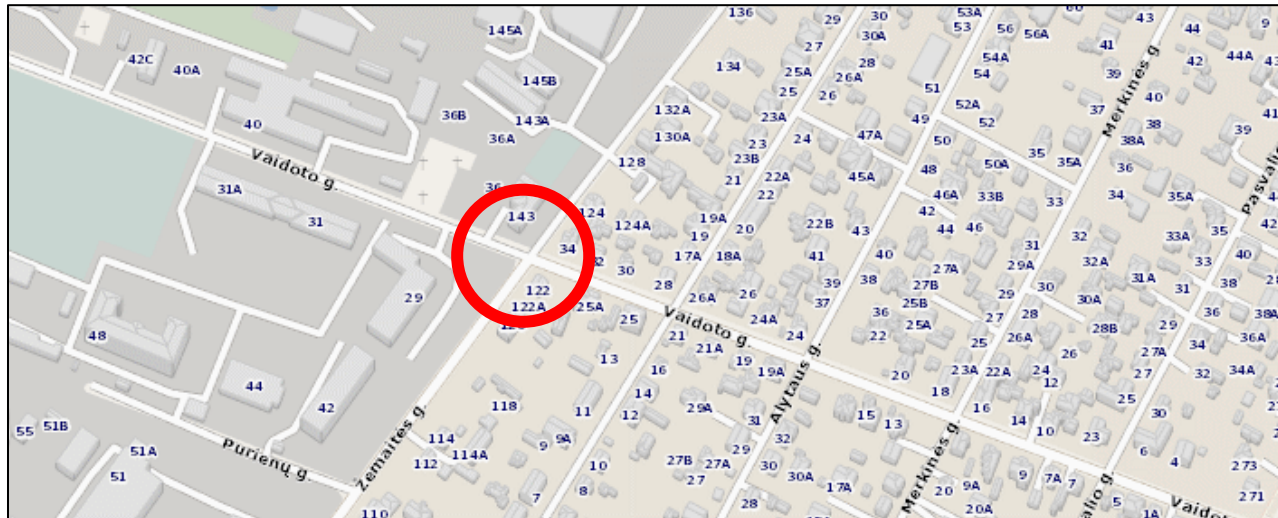 136
29
30
53A
60
43
9
145A
53
56
56A
44
30A
27
41
44A
43
42C
40A
134
25A
28
54A
42
145B
26A
54
39
25
26
51
40
41
36B
132A
23A
52A
37
143A
49
52
38
40
36A
130A
23
24
47A
50
38A
39
Merkinės g.
128
23B
35
35A
36
Vaidoto g.
22A
48
50A
21
45A
31A
36
22
46A
33B
34
35A
143
124
19A
42
33
31
124A
22B
43
44
46
32
33A
35
42
34
19
20
31
32
30
17A
18A
41
40
29A
32A
33
40
28
39
27A
31A
122
26
38
27B
30
31
38
29
122A
25A
26A
37
25B
29
30A
36
38A
25
24A
36
25A
27
28
29
Vaidoto g.
24
22
26A
28B
34
36A
48
21
21A
25
27A
13
19
26
16
19A
20
23A
22A
24
27
32
34A
44
14
18
12
25
118
29A
16
30
42
11
12
31
Alytaus g.
15
14
10
55
51B
Žemaitės g.
114
9
9A
32
13
23
6
51A
114A
29
4
273
Purienų g.
112
10
27B
27A
30
Merkinės g.
51
27
30A
9
7A
7
7
8
17A
20
9A
271
110
28
20A
5
1A